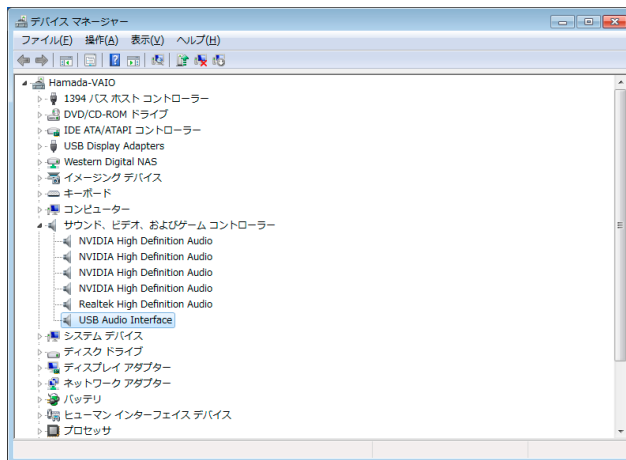 デバイス マネージャー
ファイル(F) 操作(A) 表示(V) ヘルプ(H)
Hamada-VAIO
1394 バス ホスト コントローラー
DVD/CD-ROM ドライブ
IDE ATA/ATAPI コントローラー
USB Display Adapters
Western Digital NAS
イメージング デバイス
キーボード
コンピューター
サウンド、ビデオ、およびゲーム コントローラー
NVIDIA High Definition Audio
NVIDIA High Definition Audio
NVIDIA High Definition Audio
NVIDIA High Definition Audio
Realtek High Definition Audio
USB Audio Interface
システム デバイス
ディスク ドライブ
ディスプレイ アダプター
ネットワーク アダプター
バッテリ
ヒューマン インターフェイス デバイス
プロセッサ